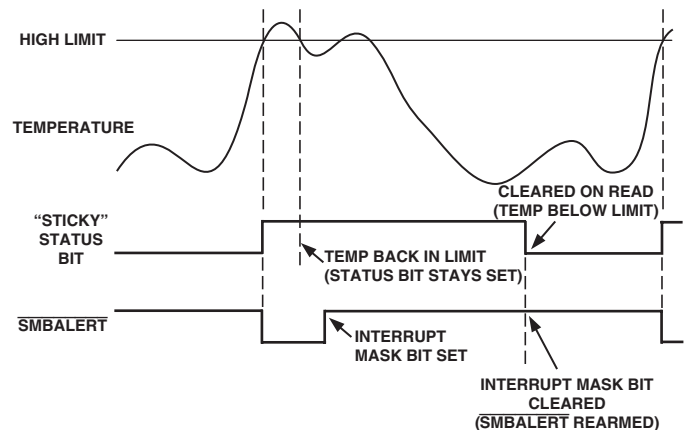 HIGH LIMIT
TEMPERATURE
CLEARED ON READ
(TEMP BELOW LIMIT)
“STICKY”
STATUS
BIT
TEMP BACK IN LIMIT
(STATUS BIT STAYS SET)
SMBALERT
INTERRUPT
MASK BIT SET
INTERRUPT MASK BIT
CLEARED
(SMBALERT REARMED)